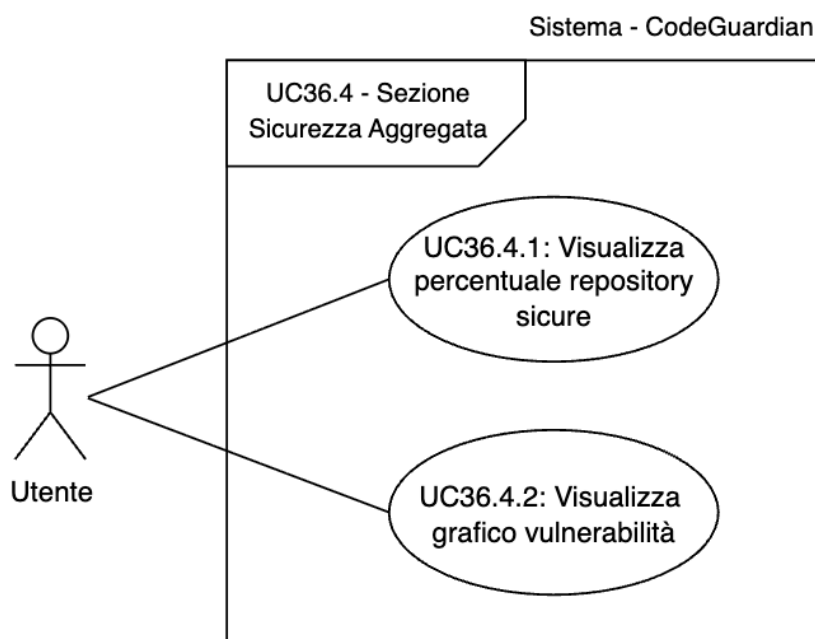 Sistema - CodeGuardian
UC36.4 - Sezione
Sicurezza Aggregata
UC36.4.1: Visualizza
percentuale repository
sicure
Utente
UC36.4.2: Visualizza
grafico vulnerabilità